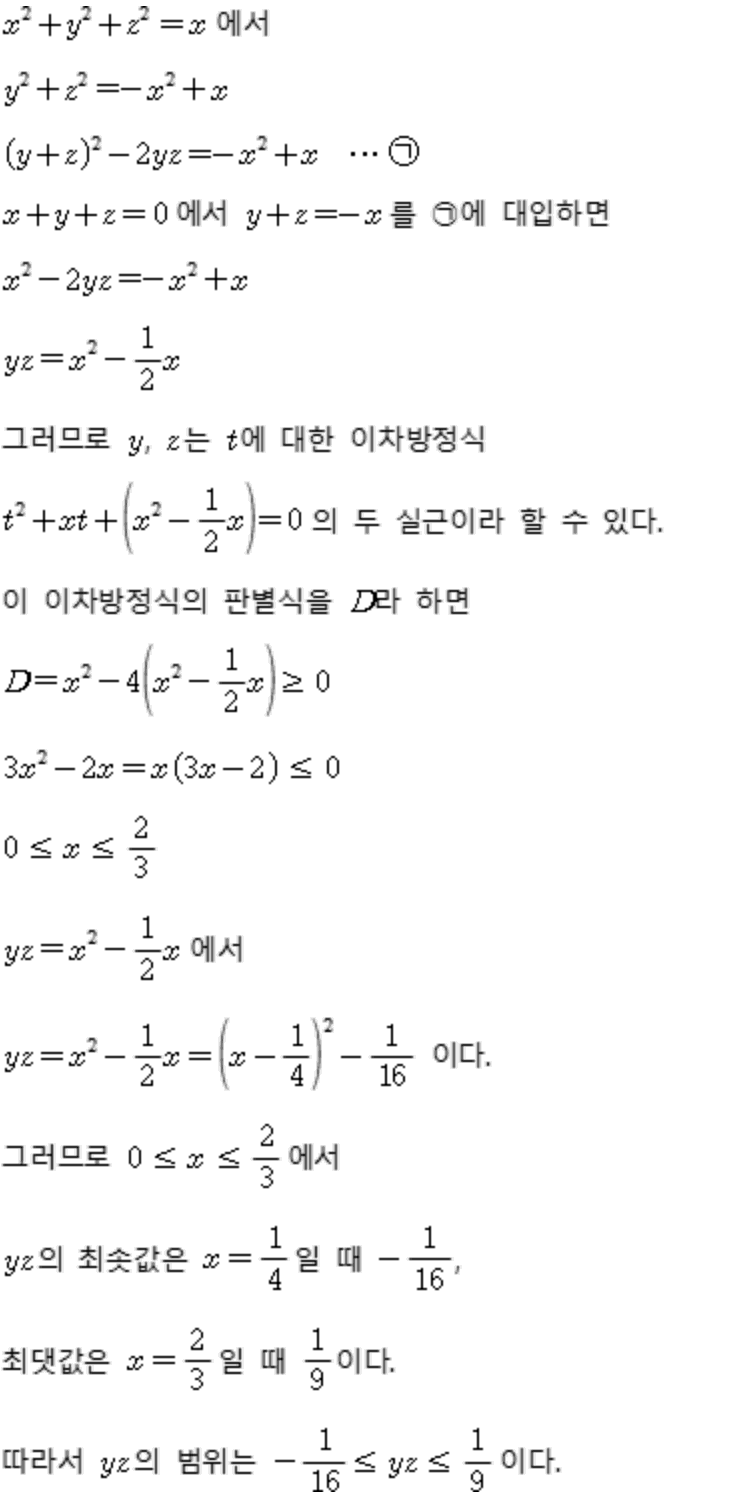 x² + y² + z² = x 에서
y² + z² = −x² + x
(y + z)² − 2yz = −x² + x ⋯ ㉠
x + y + z = 0 에서 y + z = −x 를 ㉠에 대입하면
x² − 2yz = −x² + x
yz = x² − 1/2 x
그러므로 y, z는 t에 대한 이차방정식
t² + xt + (x² − 1/2 x) = 0 의 두 실근이라 할 수 있다.
이 이차방정식의 판별식을 D라 하면
D = x² − 4(x² − 1/2 x) ≥ 0
3x² − 2x = x(3x − 2) ≤ 0
0 ≤ x ≤ 2/3
yz = x² − 1/2 x 에서
yz = x² − 1/2 x = (x − 1/4)² − 1/16 이다.
그러므로 0 ≤ x ≤ 2/3 에서
yz의 최솟값은 x = 1/4 일 때 − 1/16,
최댓값은 x = 2/3 일 때 1/9 이다.
따라서 yz의 범위는 − 1/16 ≤ yz ≤ 1/9 이다.